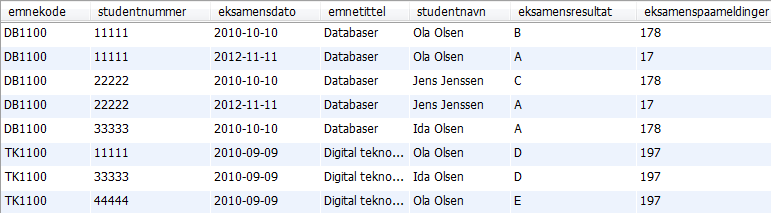 emnekode studentnummer eksamensdato emnetittel studentnavn eksamensresultat eksamenspaameldinger
DB1100 11111 2010-10-10 Databaser Ola Olsen B 178
DB1100 11111 2012-11-11 Databaser Ola Olsen A 17
DB1100 22222 2010-10-10 Databaser Jens Jenssen C 178
DB1100 22222 2012-11-11 Databaser Jens Jenssen A 17
DB1100 33333 2010-10-10 Databaser Ida Olsen A 178
TK1100 11111 2010-09-09 Digital tekno... Ola Olsen D 197
TK1100 33333 2010-09-09 Digital tekno... Ida Olsen D 197
TK1100 44444 2010-09-09 Digital tekno... Ola Olsen E 197